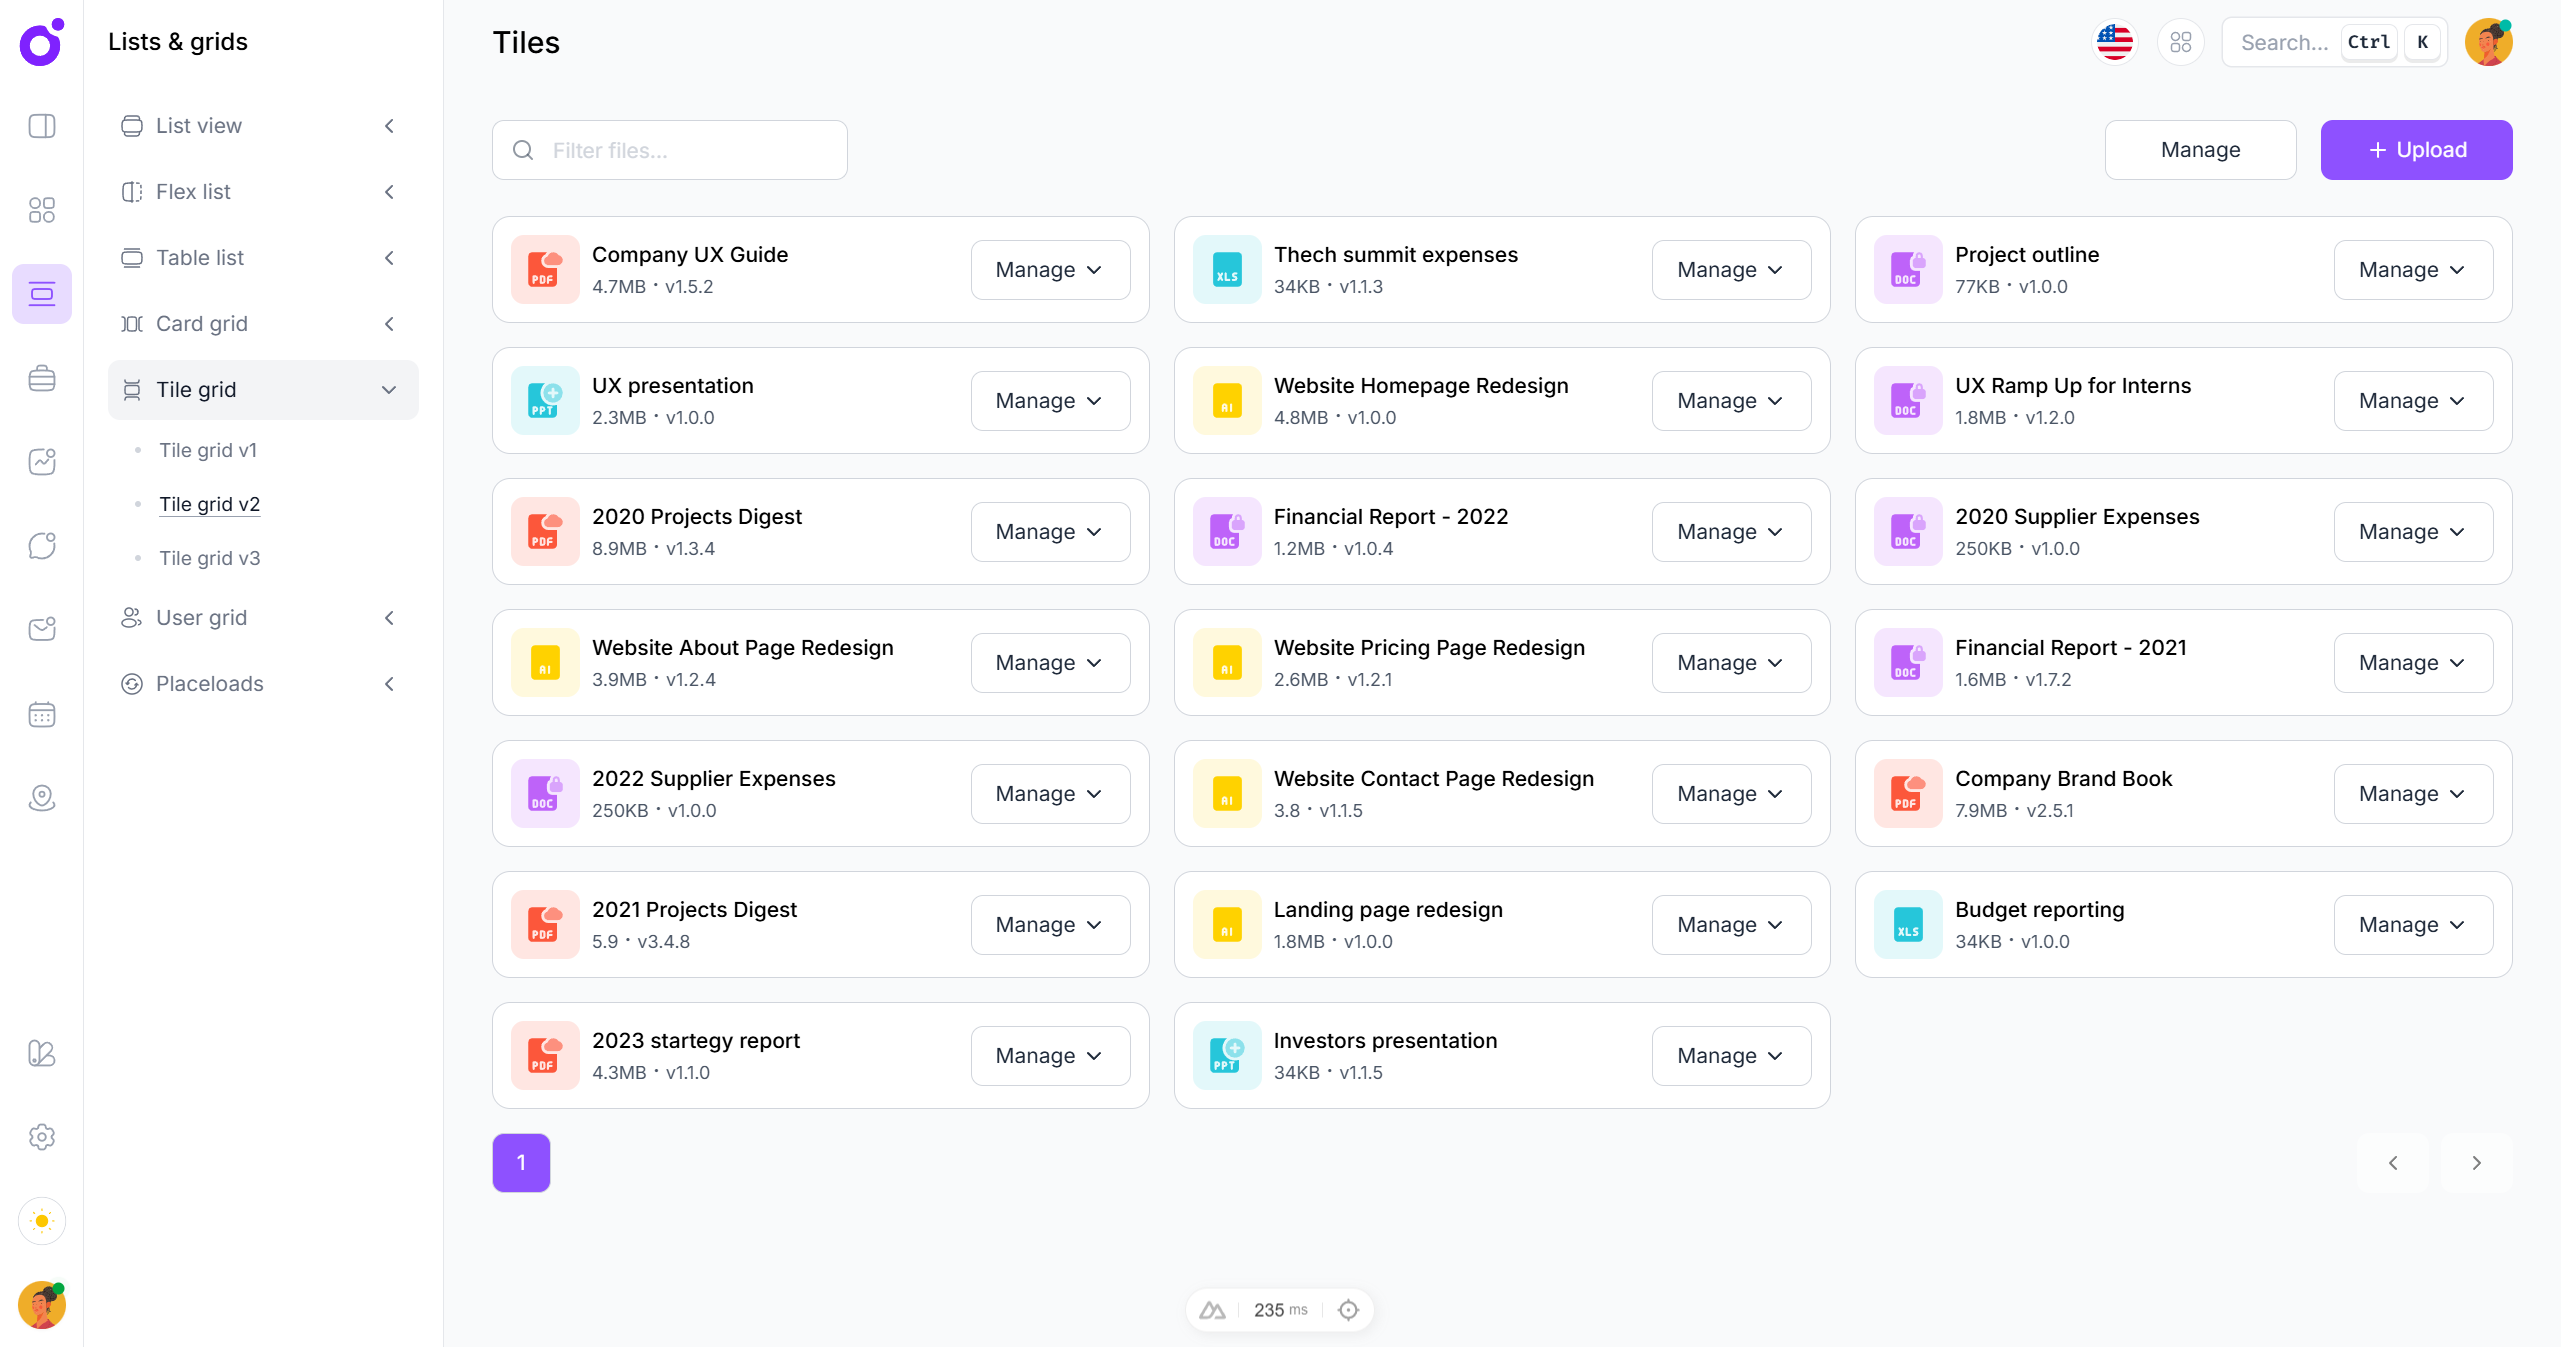 Lists & grids
List view
Flex list
Table list
Card grid
Tile grid
Tile grid v1
Tile grid v2
Tile grid v3
User grid
Placeloads
Tiles
Search... Ctrl K
Filter files...
Manage
+ Upload
PDF
Company UX Guide
4.7MB · v1.5.2
Manage
XLS
Thech summit expenses
34KB · v1.1.3
Manage
DOC
Project outline
77KB · v1.0.0
Manage
PPT
UX presentation
2.3MB · v1.0.0
Manage
AI
Website Homepage Redesign
4.8MB · v1.0.0
Manage
DOC
UX Ramp Up for Interns
1.8MB · v1.2.0
Manage
PDF
2020 Projects Digest
8.9MB · v1.3.4
Manage
DOC
Financial Report - 2022
1.2MB · v1.0.4
Manage
DOC
2020 Supplier Expenses
250KB · v1.0.0
Manage
AI
Website About Page Redesign
3.9MB · v1.2.4
Manage
AI
Website Pricing Page Redesign
2.6MB · v1.2.1
Manage
DOC
Financial Report - 2021
1.6MB · v1.7.2
Manage
DOC
2022 Supplier Expenses
250KB · v1.0.0
Manage
AI
Website Contact Page Redesign
3.8 · v1.1.5
Manage
PDF
Company Brand Book
7.9MB · v2.5.1
Manage
PDF
2021 Projects Digest
5.9 · v3.4.8
Manage
AI
Landing page redesign
1.8MB · v1.0.0
Manage
XLS
Budget reporting
34KB · v1.0.0
Manage
PDF
2023 startegy report
4.3MB · v1.1.0
Manage
PPT
Investors presentation
34KB · v1.1.5
Manage
1
235 ms